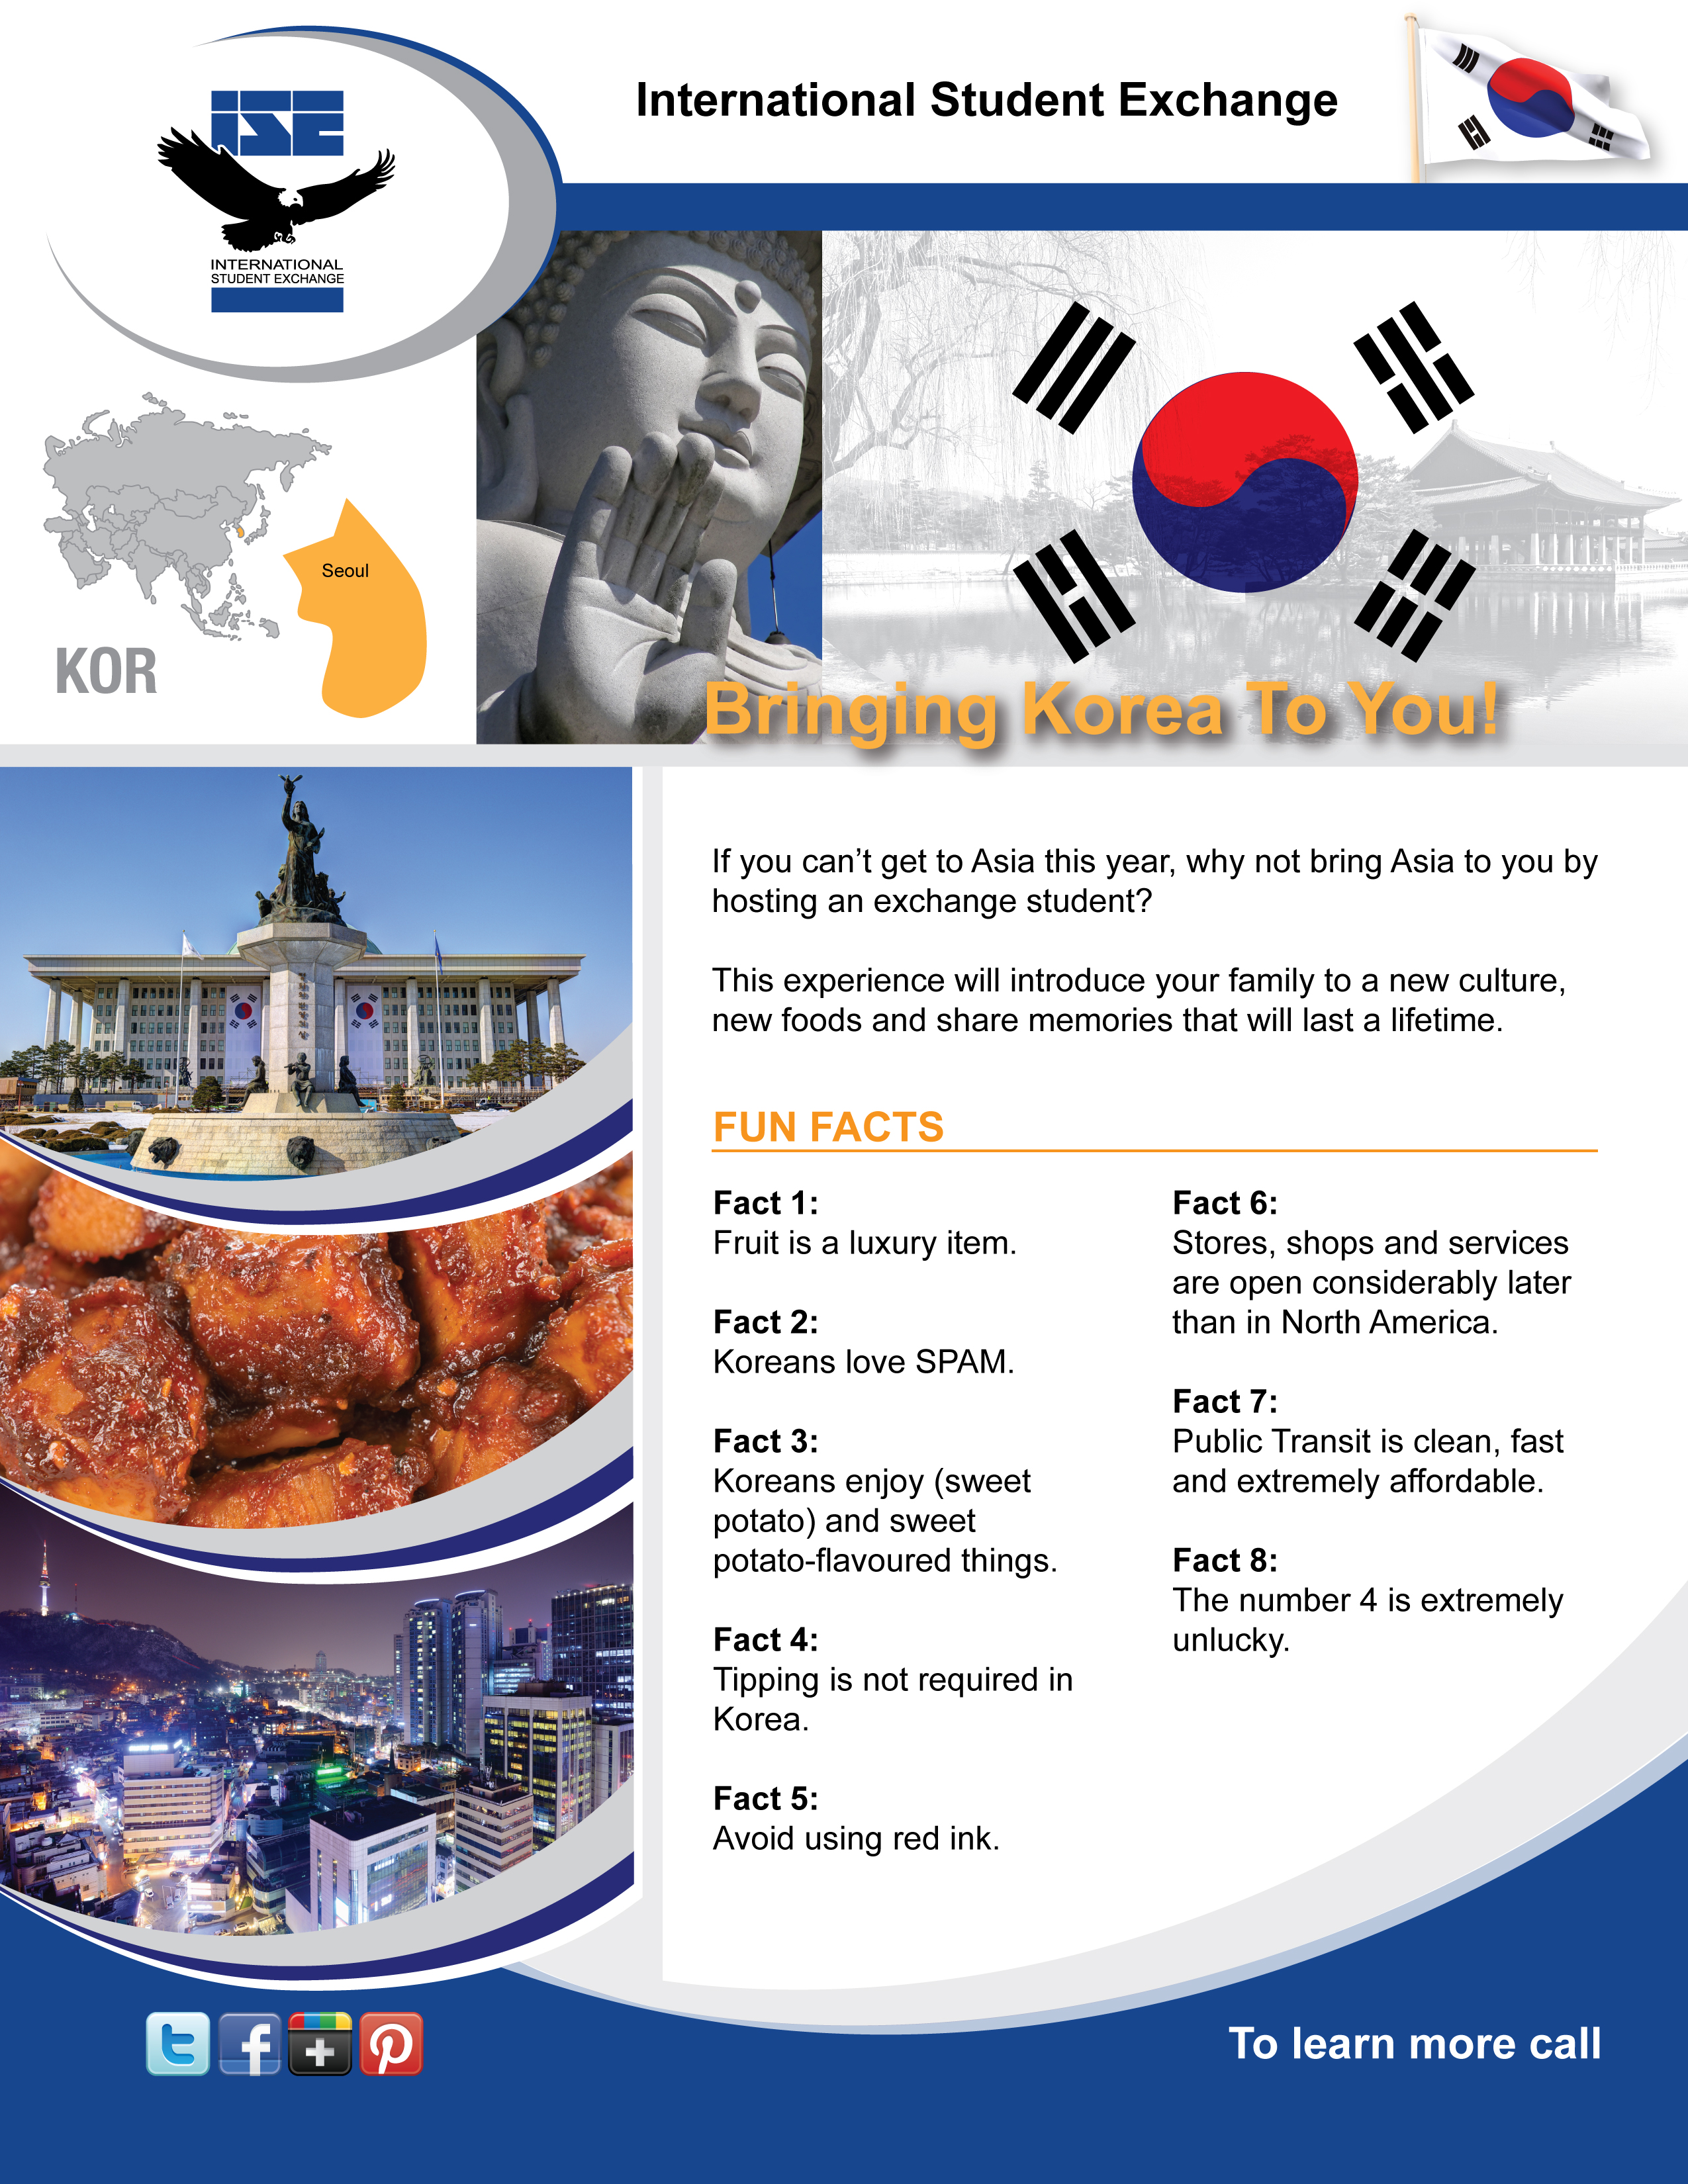 International Student Exchange
ISE
INTERNATIONAL
STUDENT EXCHANGE
Seoul
KOR
Bringing Korea To You!
If you can’t get to Asia this year, why not bring Asia to you by
hosting an exchange student?
This experience will introduce your family to a new culture,
new foods and share memories that will last a lifetime.
FUN FACTS
Fact 1:
Fruit is a luxury item.
Fact 2:
Koreans love SPAM.
Fact 3:
Koreans enjoy (sweet
potato) and sweet
potato-flavoured things.
Fact 4:
Tipping is not required in
Korea.
Fact 5:
Avoid using red ink.
Fact 6:
Stores, shops and services
are open considerably later
than in North America.
Fact 7:
Public Transit is clean, fast
and extremely affordable.
Fact 8:
The number 4 is extremely
unlucky.
To learn more call